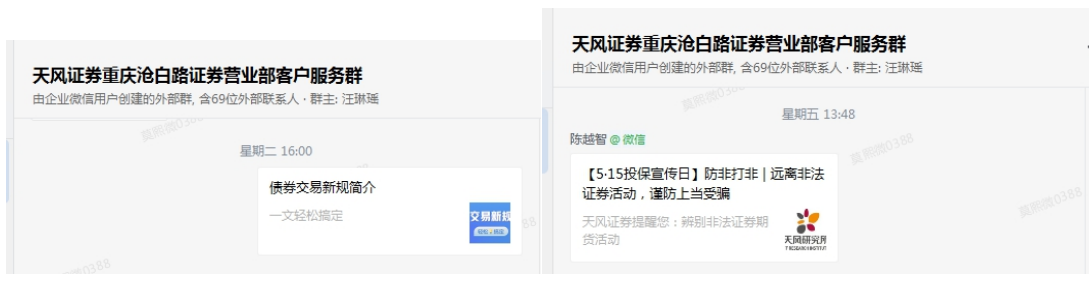 天风证券重庆沧白路证券营业部客户服务群
由企业微信用户创建的外部群, 含69位外部联系人 · 群主: 汪琳瑶
星期二 16:00
债券交易新规简介
一文轻松搞定
交易新规
天风证券重庆沧白路证券营业部客户服务群
由企业微信用户创建的外部群, 含69位外部联系人 · 群主: 汪琳瑶
星期五 13:48
陈越智@微信
【5·15投保宣传日】防非打非 | 远离非法
证券活动，谨防上当受骗
天风证券提醒您：辨别非法证券期
货活动
天风研究所